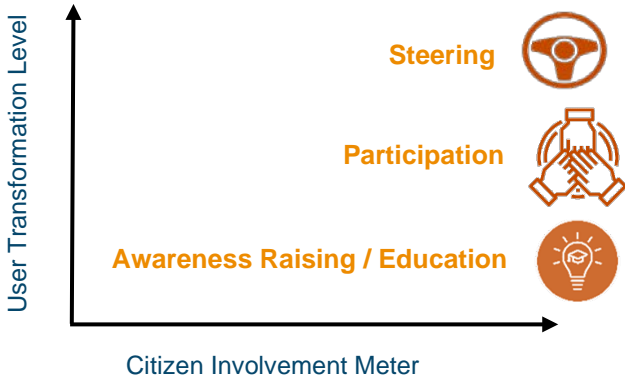 User Transformation Level
Steering
Participation
Awareness Raising / Education
Citizen Involvement Meter